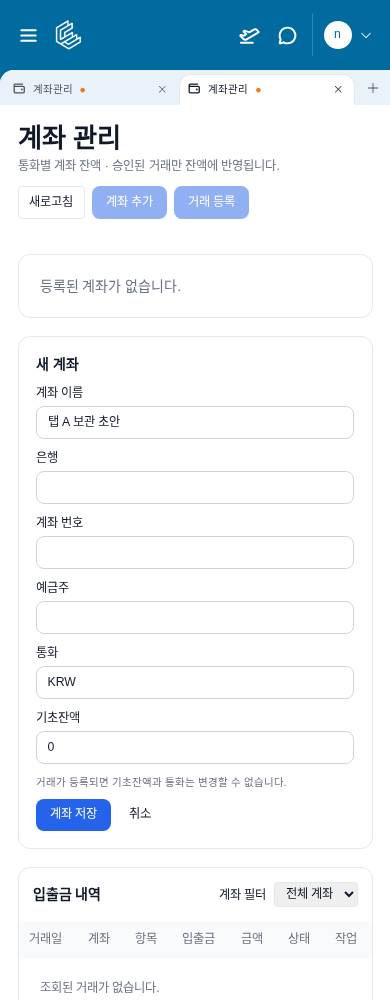 n
계좌관리
계좌관리
계좌 관리
통화별 계좌 잔액 · 승인된 거래만 잔액에 반영됩니다.
새로고침 계좌 추가 거래 등록
등록된 계좌가 없습니다.
새 계좌
계좌 이름
탭 A 보관 초안
은행
계좌 번호
예금주
통화
KRW
기초잔액
0
거래가 등록되면 기초잔액과 통화는 변경할 수 없습니다.
계좌 저장 취소
입출금 내역 계좌 필터 전체 계좌
거래일 계좌 항목 입출금 금액 상태 작업
조회된 거래가 없습니다.